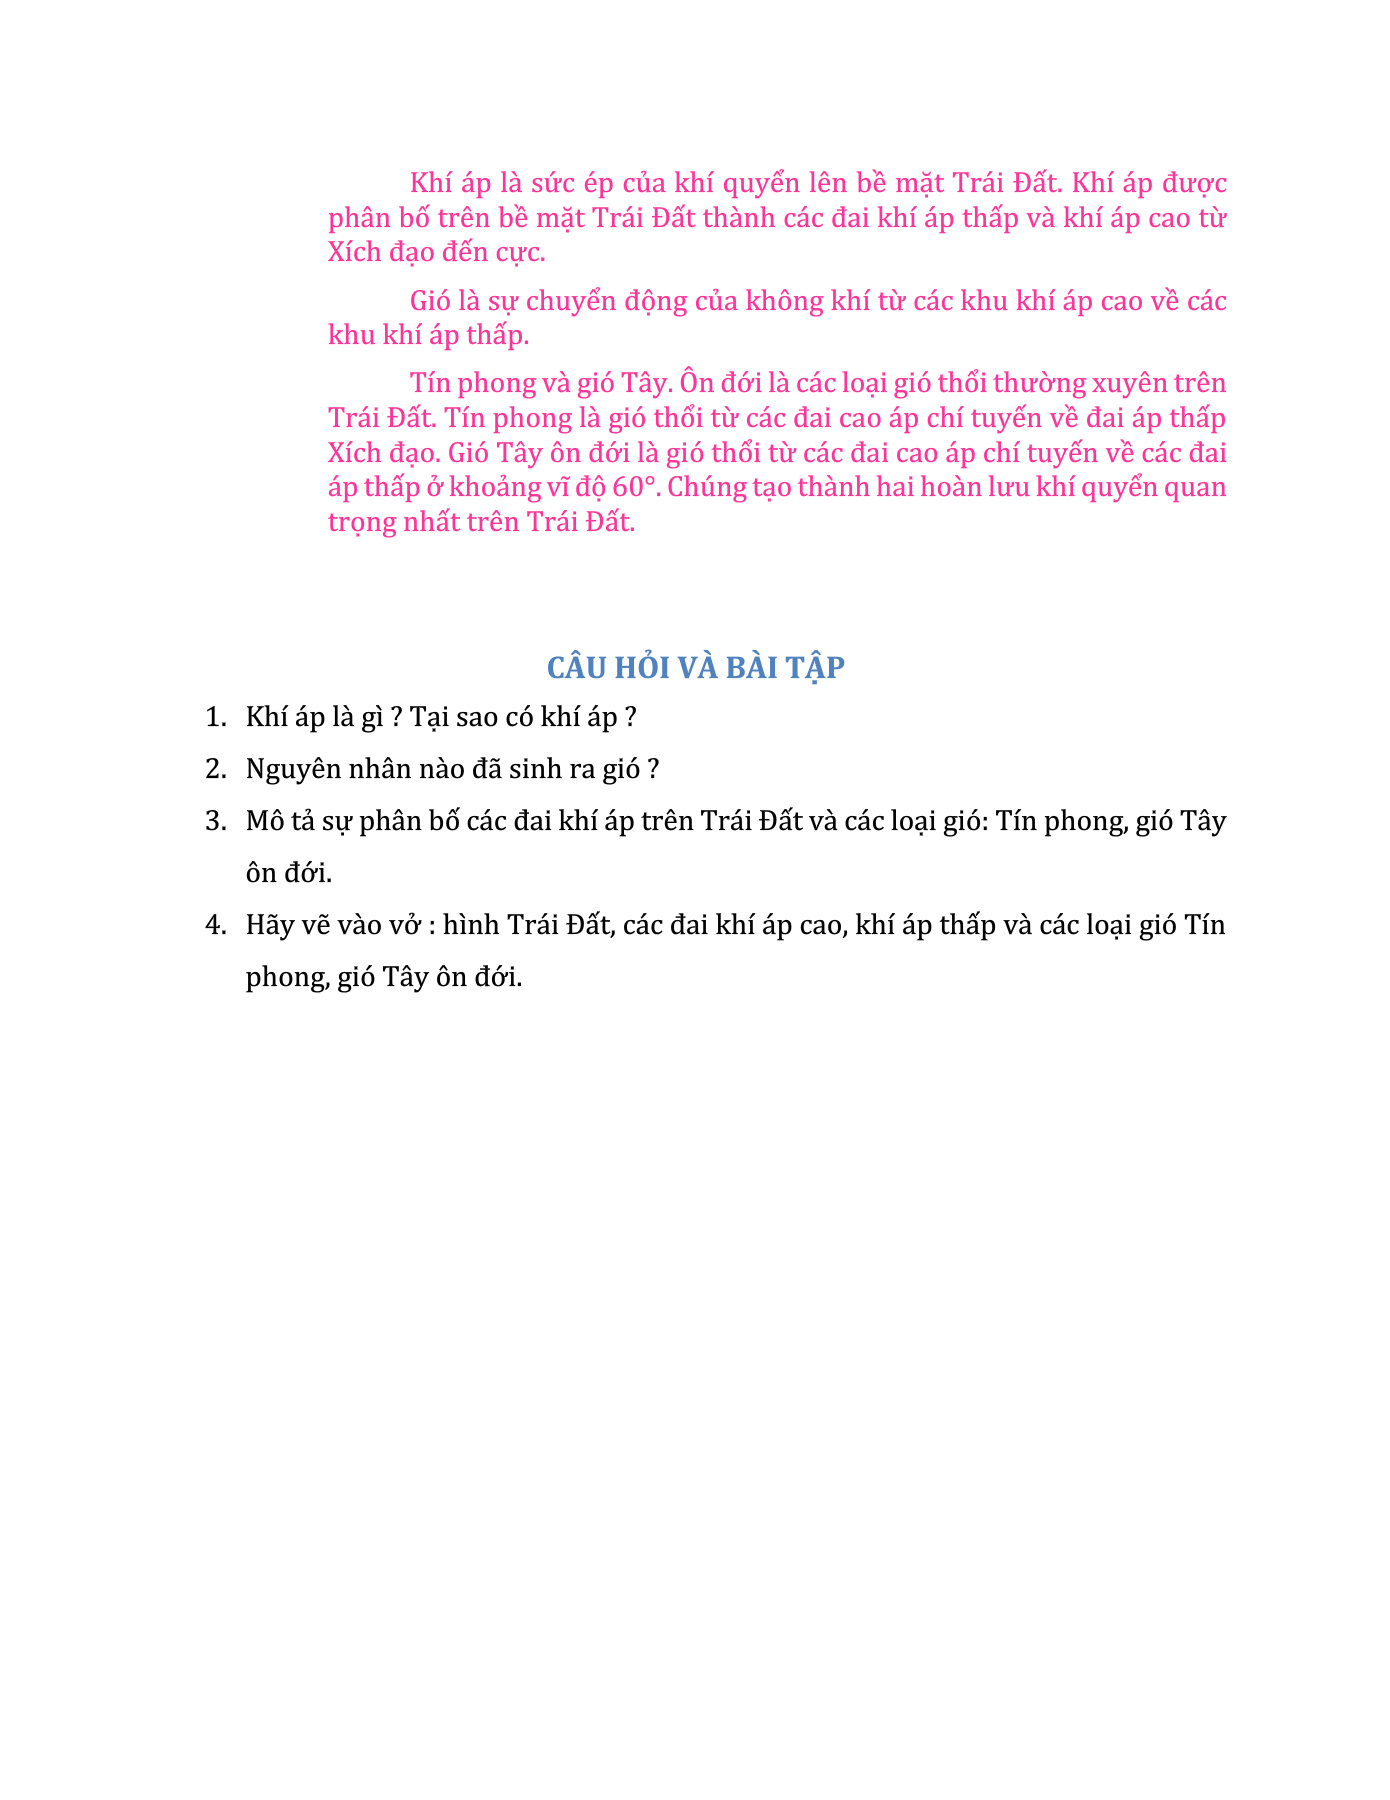 Khí áp là sức ép của khí quyển lên bề mặt Trái Đất. Khí áp được
phân bố trên bề mặt Trái Đất thành các đai khí áp thấp và khí áp cao từ
Xích đạo đến cực.
Gió là sự chuyển động của không khí từ các khu khí áp cao về các
khu khí áp thấp.
Tín phong và gió Tây. Ôn đới là các loại gió thổi thường xuyên trên
Trái Đất. Tín phong là gió thổi từ các đai cao áp chí tuyến về đai áp thấp
Xích đạo. Gió Tây ôn đới là gió thổi từ các đai cao áp chí tuyến về các đai
áp thấp ở khoảng vĩ độ 60°. Chúng tạo thành hai hoàn lưu khí quyển quan
trọng nhất trên Trái Đất.
CÂU HỎI VÀ BÀI TẬP
1. Khí áp là gì ? Tại sao có khí áp ?
2. Nguyên nhân nào đã sinh ra gió ?
3. Mô tả sự phân bố các đai khí áp trên Trái Đất và các loại gió: Tín phong, gió Tây
ôn đới.
4. Hãy vẽ vào vở : hình Trái Đất, các đai khí áp cao, khí áp thấp và các loại gió Tín
phong, gió Tây ôn đới.